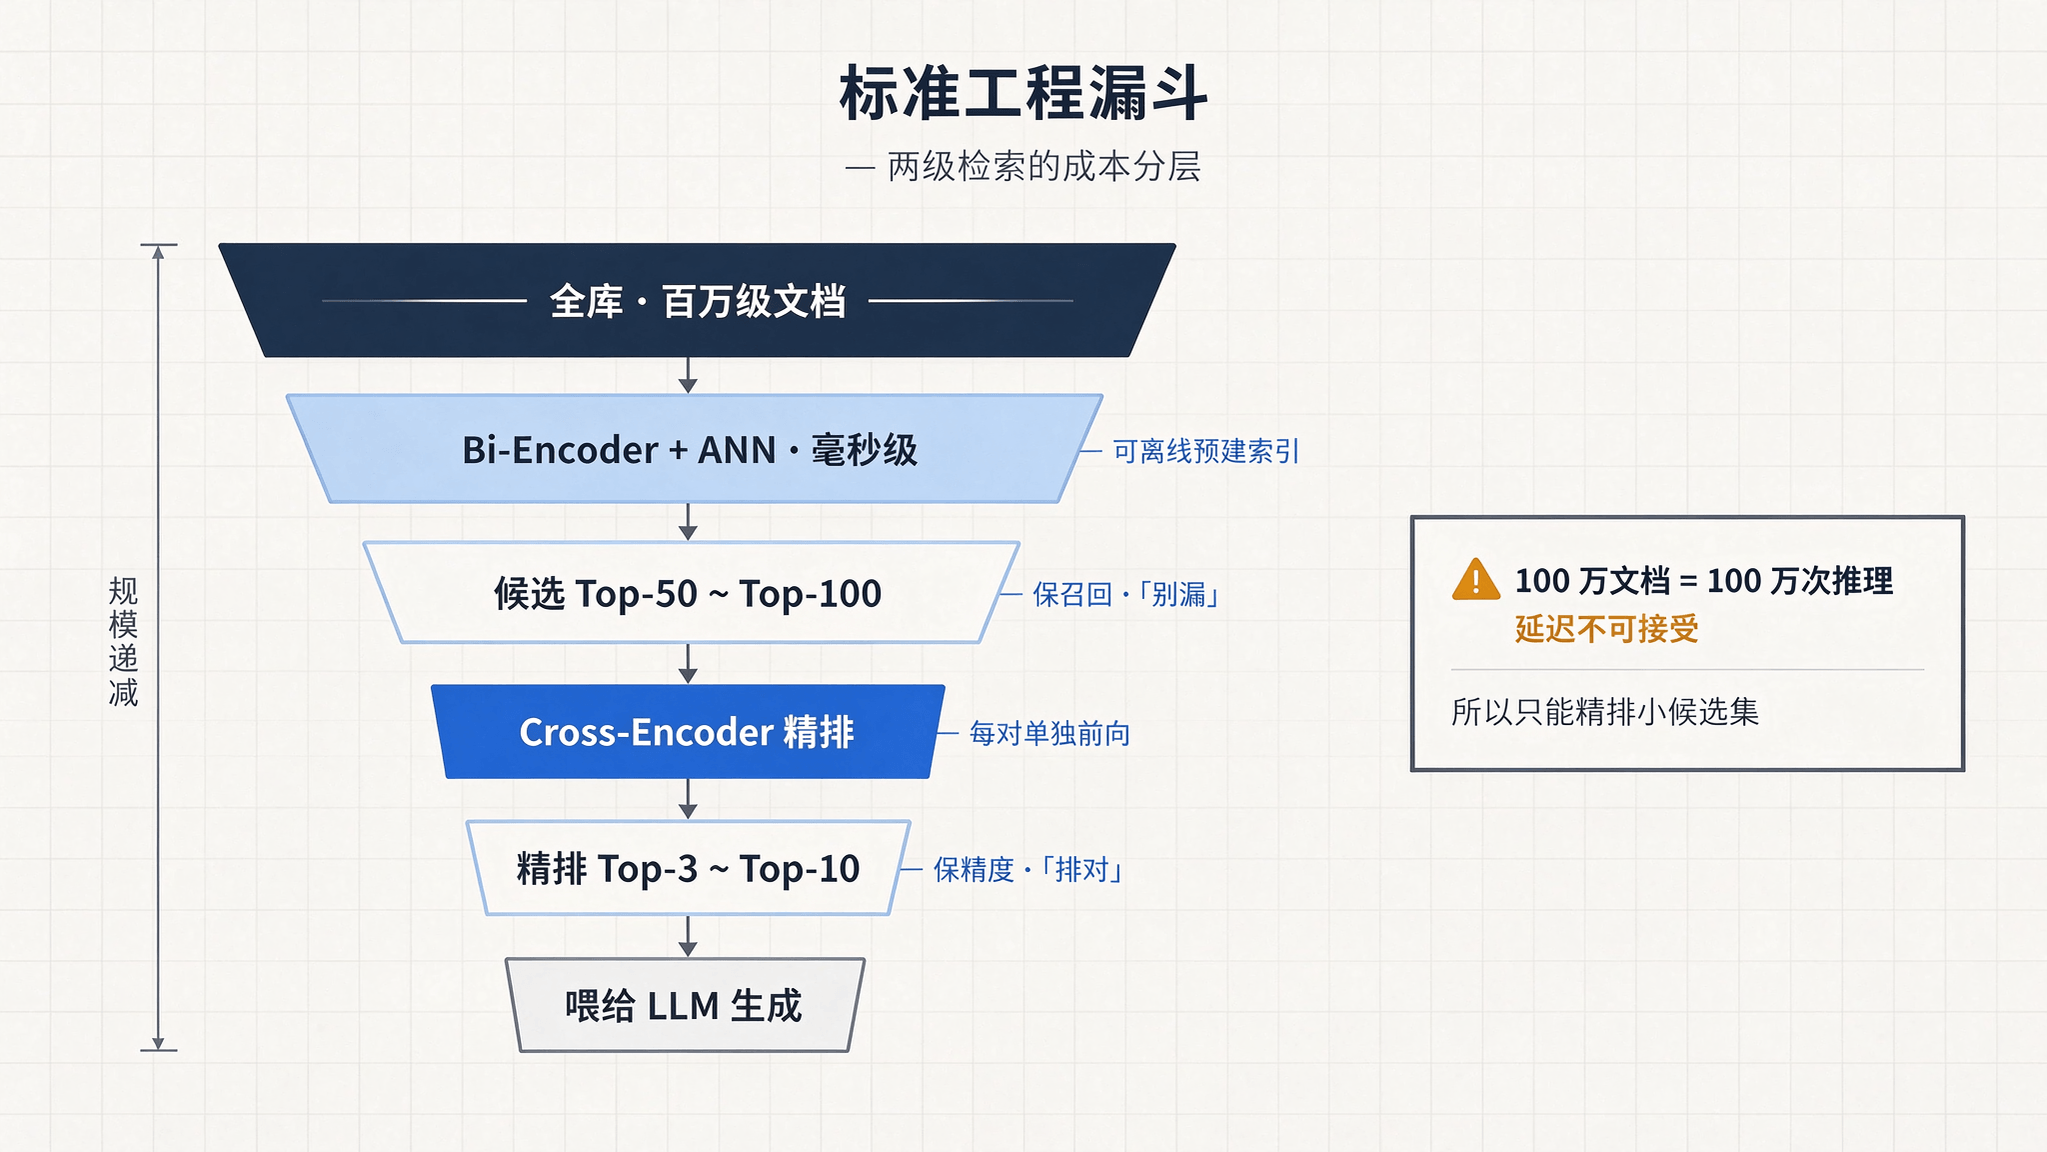 标准工程漏斗
— 两级检索的成本分层
规模递减
全库 · 百万级文档
Bi-Encoder + ANN · 毫秒级
— 可离线预建索引
候选 Top-50 ~ Top-100
— 保召回 ·「别漏」
Cross-Encoder 精排
— 每对单独前向
精排 Top-3 ~ Top-10
— 保精度 ·「排对」
喂给 LLM 生成
100 万文档 = 100 万次推理
延迟不可接受
所以只能精排小候选集